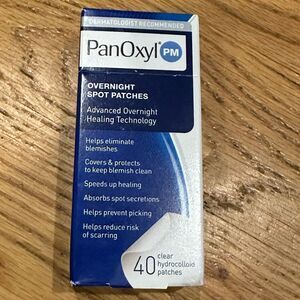 DERMATOLOGIST RECOMMENDED
PanOxyl® PM
OVERNIGHT
SPOT PATCHES
Advanced Overnight
Healing Technology
Helps eliminate
blemishes
Covers & protects
to keep blemish clean
Speeds up healing
Absorbs spot secretions
Helps prevent picking
Helps reduce risk
of scarring
40 clear
hydrocolloid
patches